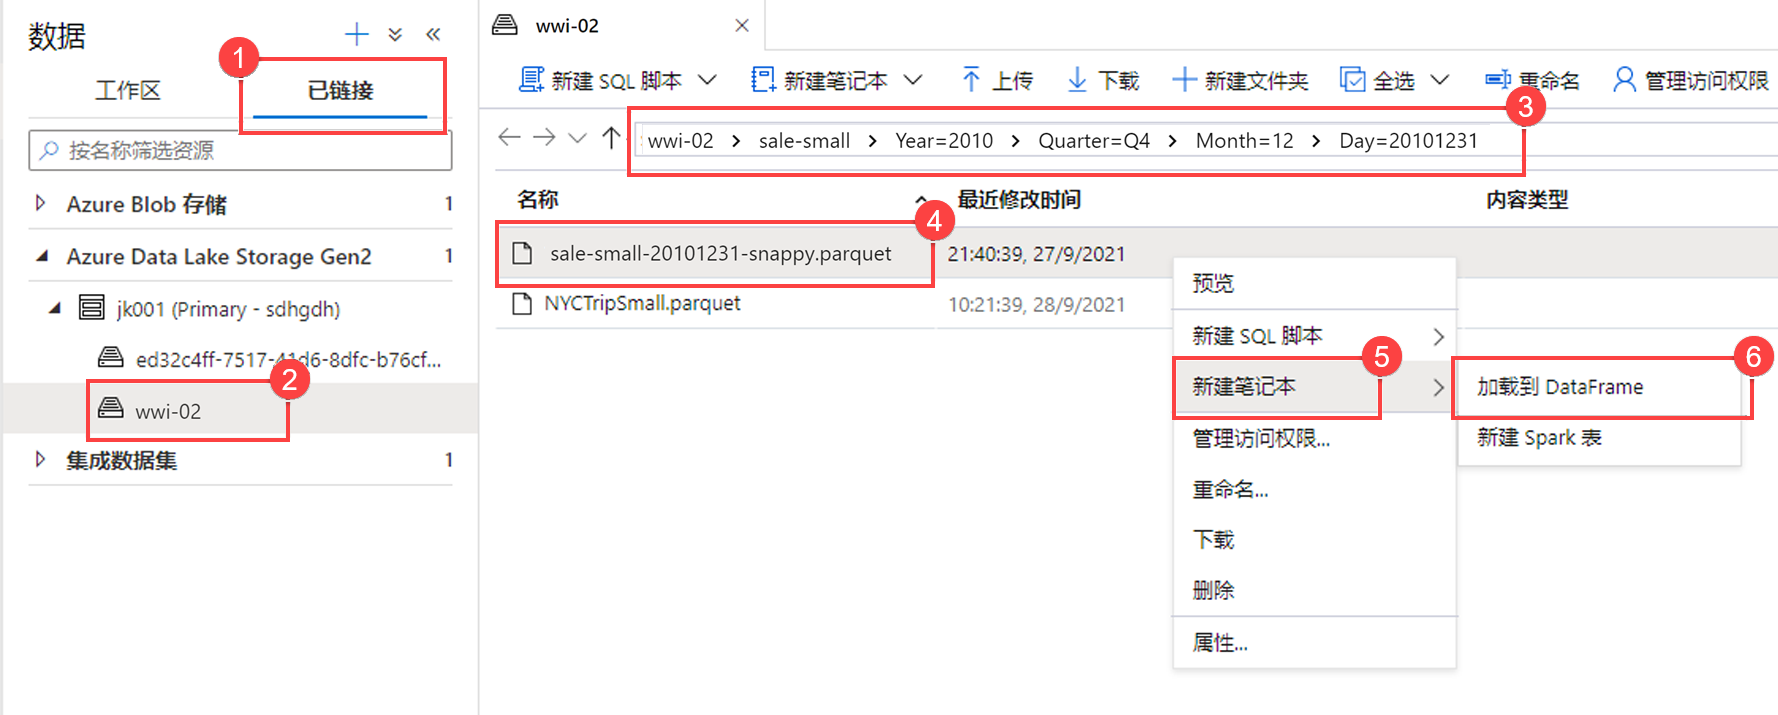 数据
1
工作区
已链接
按名称筛选资源
Azure Blob 存储 1
Azure Data Lake Storage Gen2 1
jk001 (Primary - sdhgdh)
ed32c4ff-7517-41d6-8dfc-b76cf...
2
wwi-02
集成数据集 1
wwi-02
新建 SQL 脚本 新建笔记本 上传 下载 新建文件夹 全选 重命名 管理访问权限
3
wwi-02 sale-small Year=2010 Quarter=Q4 Month=12 Day=20101231
名称 最近修改时间 内容类型
4
sale-small-20101231-snappy.parquet 21:40:39, 27/9/2021
NYCTripSmall.parquet 10:21:39, 28/9/2021
预览
新建 SQL 脚本
5
新建笔记本
管理访问权限...
重命名...
下载
删除
属性...
6
加载到 DataFrame
新建 Spark 表